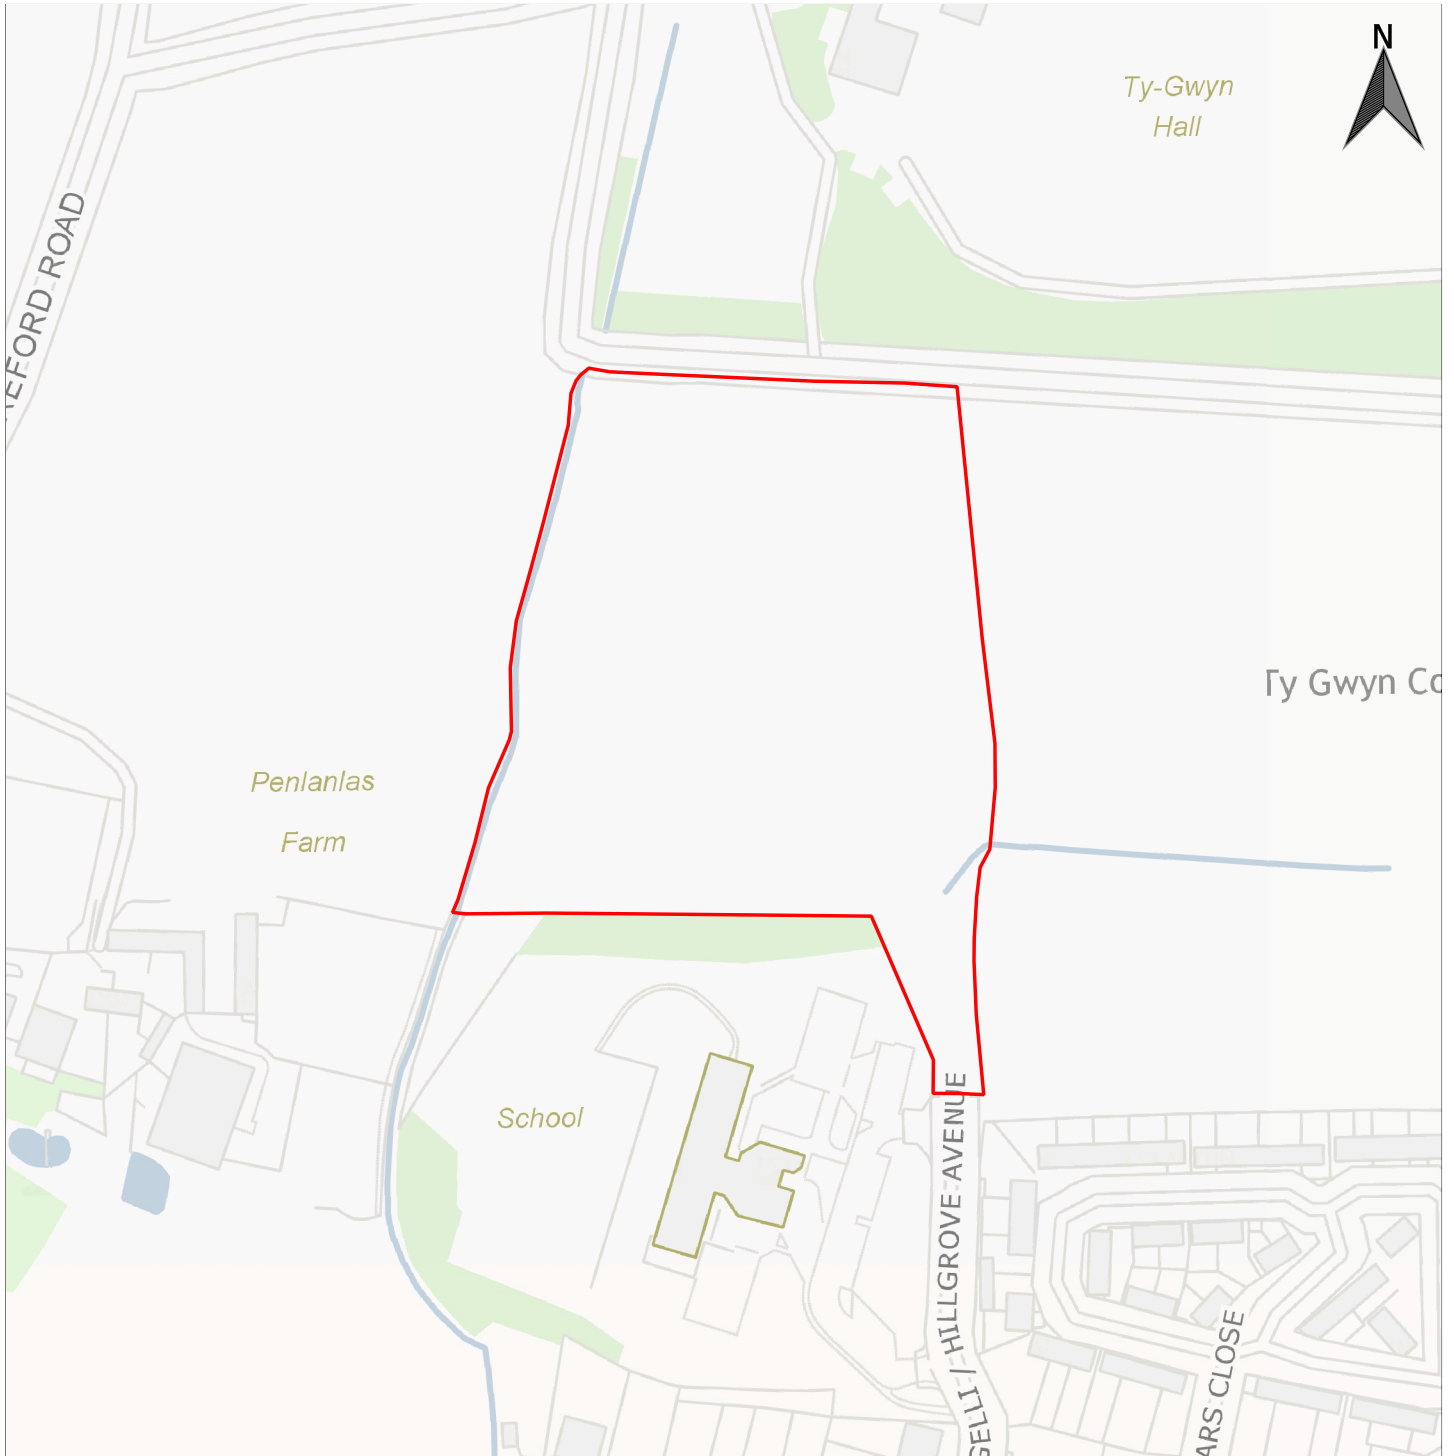 N
Ty-Gwyn
Hall
EFORD ROAD
Ty Gwyn Co
Penlanlas
Farm
School
GELLI / HILLGROVE AVENUE
ARS CLOSE